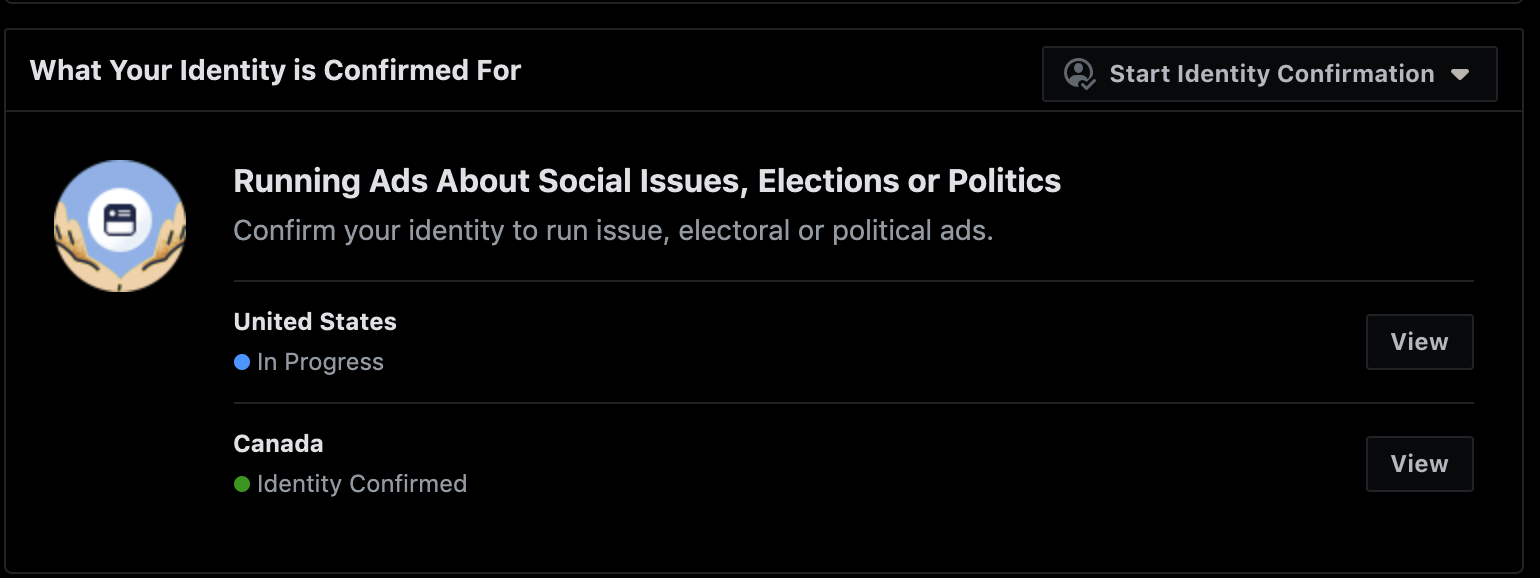 What Your Identity is Confirmed For
Start Identity Confirmation
Running Ads About Social Issues, Elections or Politics
Confirm your identity to run issue, electoral or political ads.
United States
In Progress
View
Canada
Identity Confirmed
View